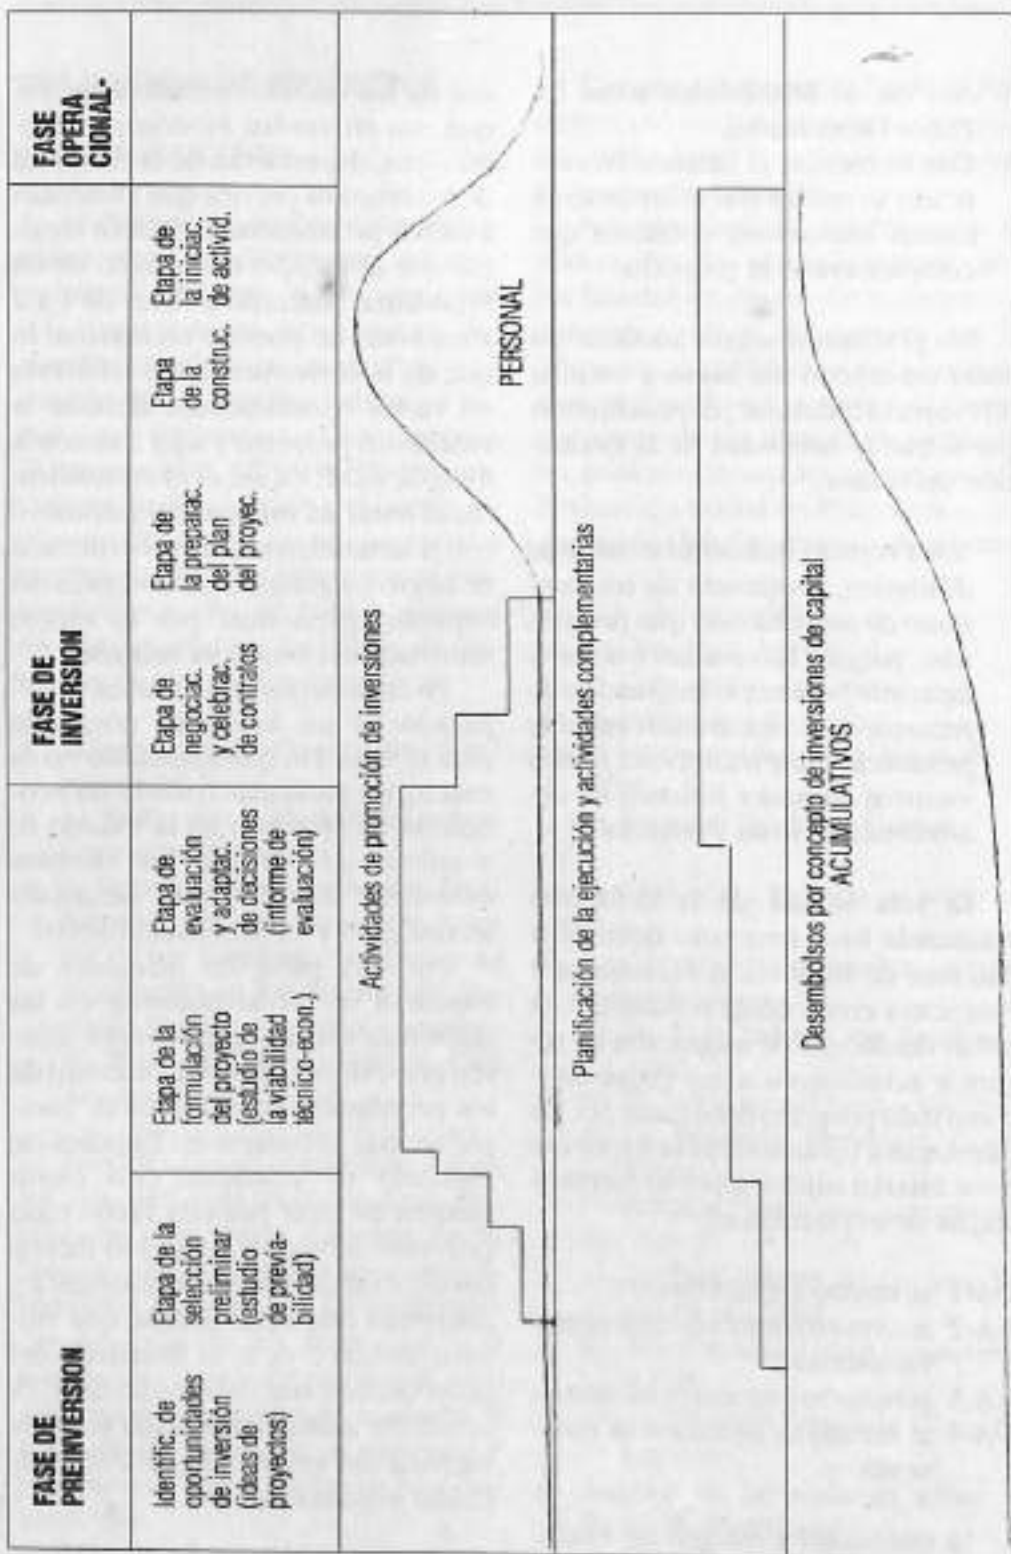 FASE DE
PREINVERSION
FASE DE
INVERSION
FASE
OPERA
CIONAL-
Identific. de
oportunidades
de inversión
(ideas de
proyectos)
Etapa de la
selección
preliminar
(estudio
de previa-
bilidad)
Etapa de la
formulación
del proyecto
(estudio de
la viabilidad
técnico-econ.)
Etapa de
evaluación
y adaptac.
de decisiones
(informe de
evaluación)
Etapa de
negociac.
y celebrac.
de contratos
Etapa de
la preparac.
del plan
del proyec.
Etapa
de la
construc.
Etapa de
la iniciac.
de activid.
Actividades de promoción de inversiones
PERSONAL
Planificación de la ejecución y actividades complementarias
Desembolsos por concepto de inversiones de capital
ACUMULATIVOS